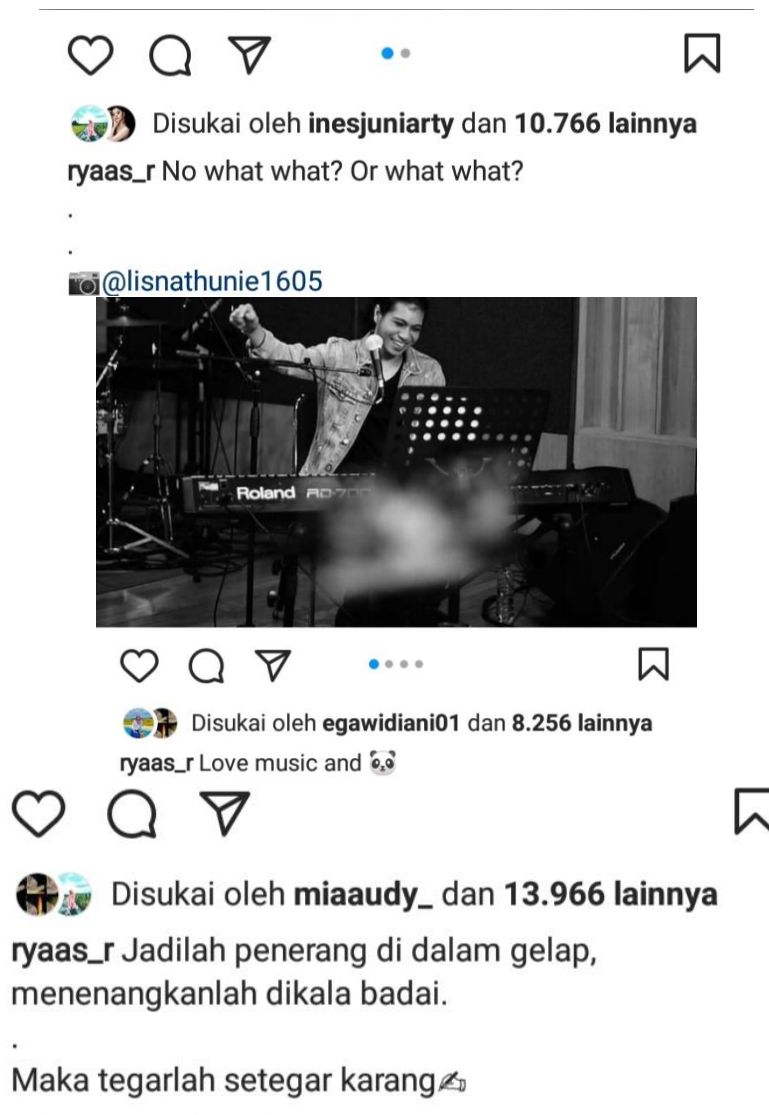 Disukai oleh inesjuniarty dan 10.766 lainnya
ryaas_r No what what? Or what what?
.
.
📷@lisnathunie1605
Roland RD-700
Disukai oleh egawidiani01 dan 8.256 lainnya
ryaas_r Love music and 🐼
Disukai oleh miaaudy_ dan 13.966 lainnya
ryaas_r Jadilah penerang di dalam gelap,
menenangkanlah dikala badai.
.
Maka tegarlah setegar karang✍